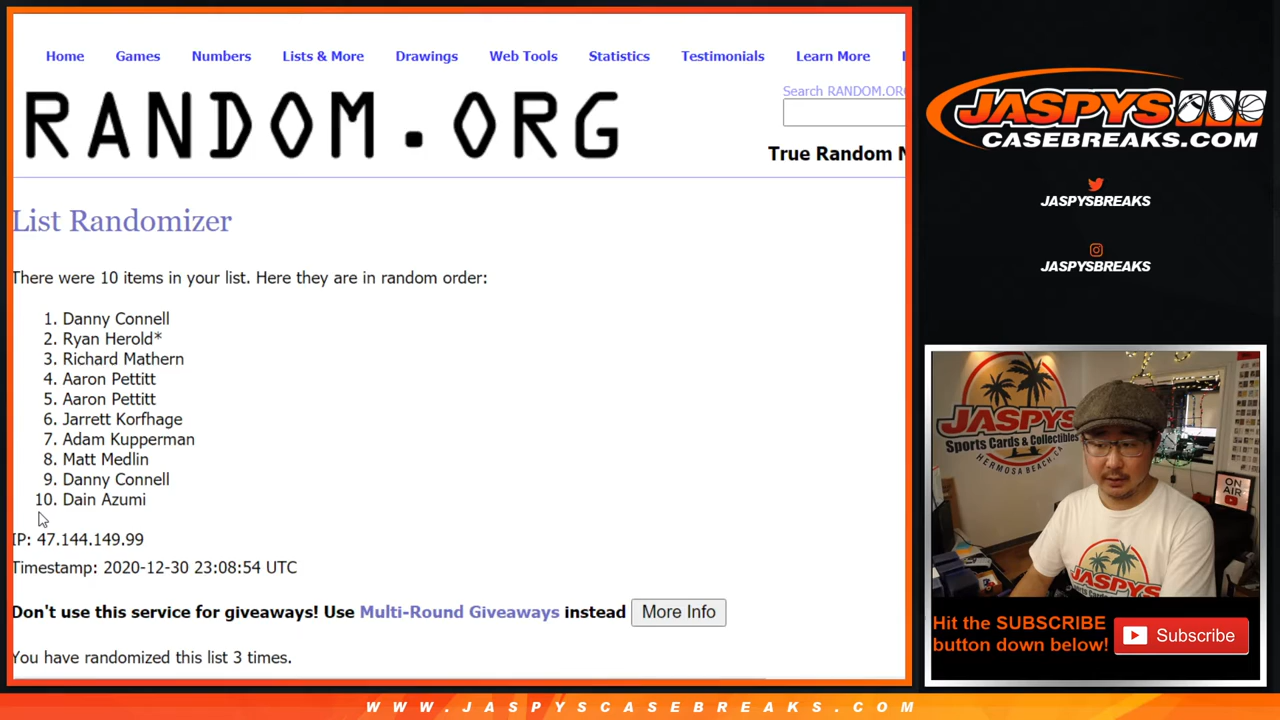 Home Games Numbers Lists & More Drawings Web Tools Statistics Testimonials Learn More
Search RANDOM.ORG
RANDOM.ORG
True Random N
List Randomizer
There were 10 items in your list. Here they are in random order:
1. Danny Connell
2. Ryan Herold*
3. Richard Mathern
4. Aaron Pettitt
5. Aaron Pettitt
6. Jarrett Korfhage
7. Adam Kupperman
8. Matt Medlin
9. Danny Connell
10. Dain Azumi
IP: 47.144.149.99
Timestamp: 2020-12-30 23:08:54 UTC
Don't use this service for giveaways! Use Multi-Round Giveaways instead More Info
You have randomized this list 3 times.
JASPYS
CASEBREAKS.COM
JASPYSBREAKS
JASPYSBREAKS
JASPYS
Sports Cards & Collectibles
HERMOSA BEACH, CA
ON AIR
JASPYS
Hit the SUBSCRIBE
button down below!
Subscribe
WWW.JASPYSCASEBREAKS.COM